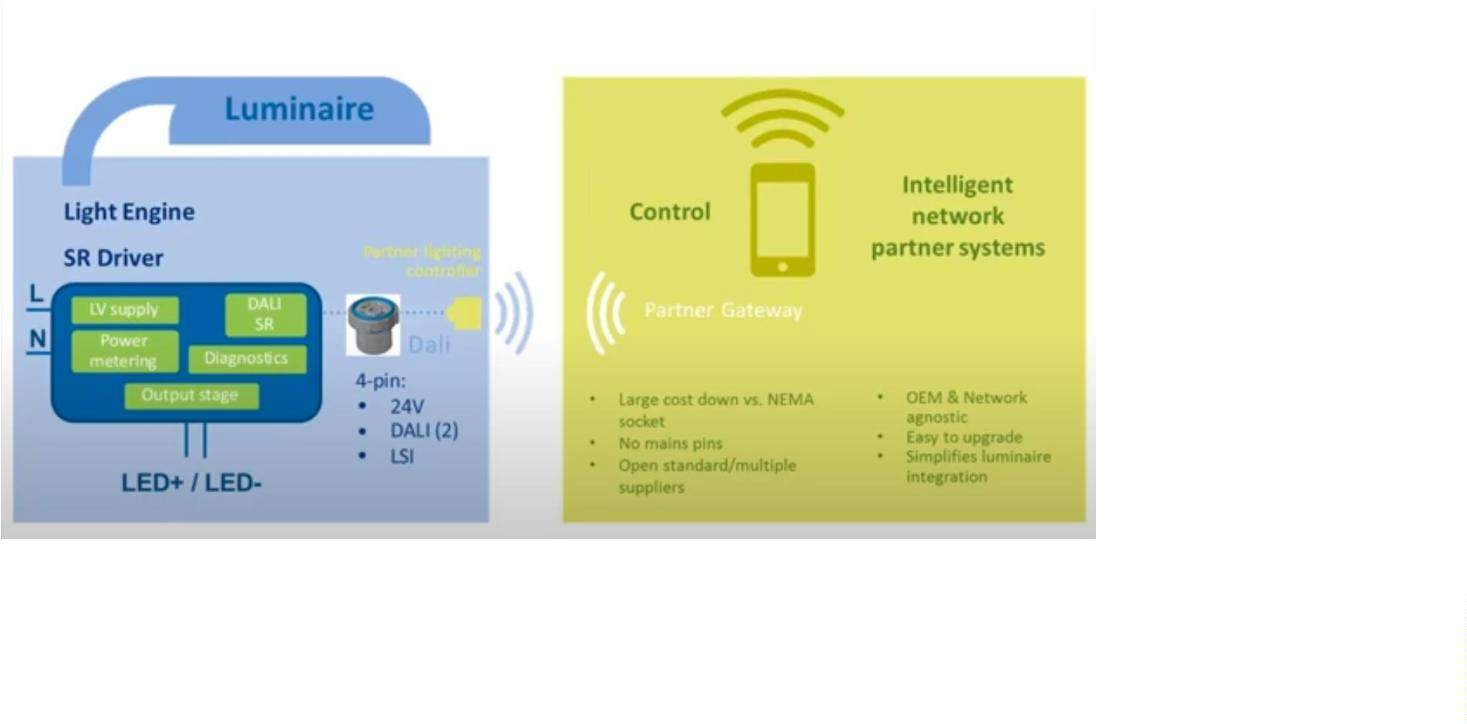 Luminaire
Light Engine
SR Driver
Partner lighting
controller
L
N
LV supply
DALI
SR
Power
metering
Diagnostics
Output stage
Dali
4-pin:
• 24V
• DALI (2)
• LSI
LED+ / LED-
Control
Intelligent
network
partner systems
Partner Gateway
• Large cost down vs. NEMA
socket
• No mains pins
• Open standard/multiple
suppliers
• OEM & Network
agnostic
• Easy to upgrade
• Simplifies luminaire
integration